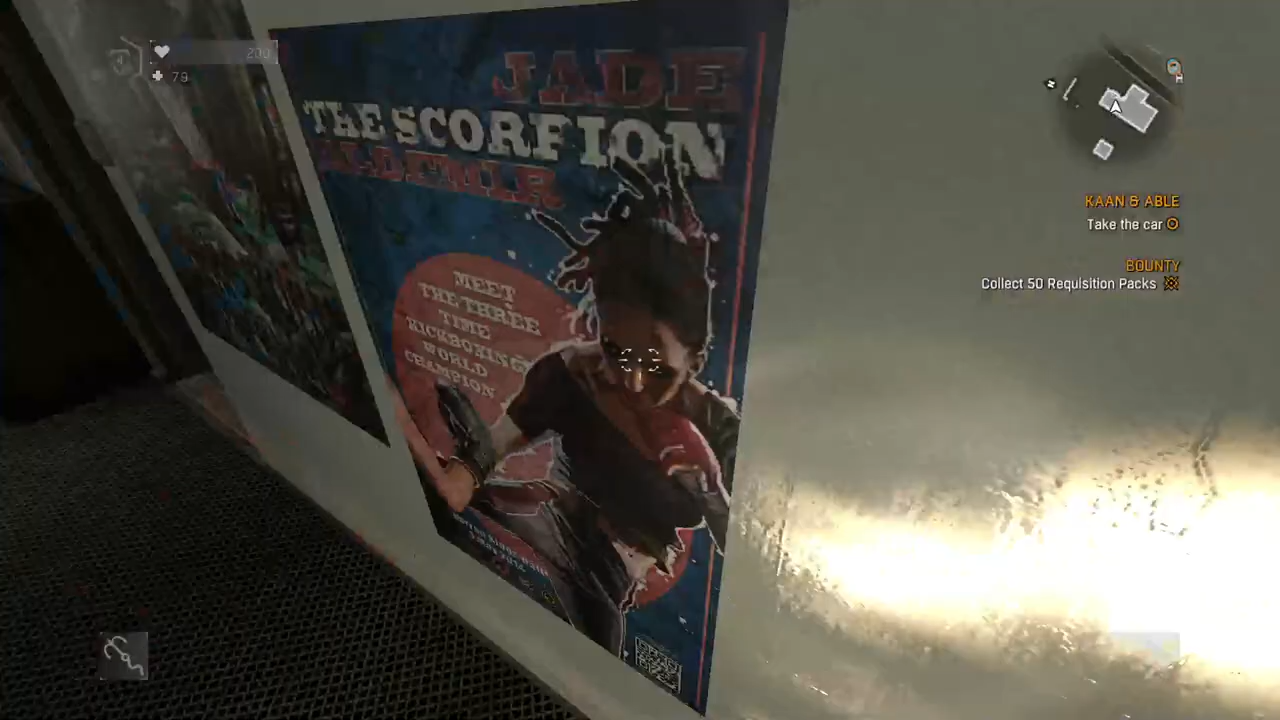 200
79
JADE
THE SCORPION
ALDEMIR
MEET
THE THREE
TIME
KICKBOXING
WORLD
CHAMPION
KAAN & ABLE
Take the car
BOUNTY
Collect 50 Requisition Packs